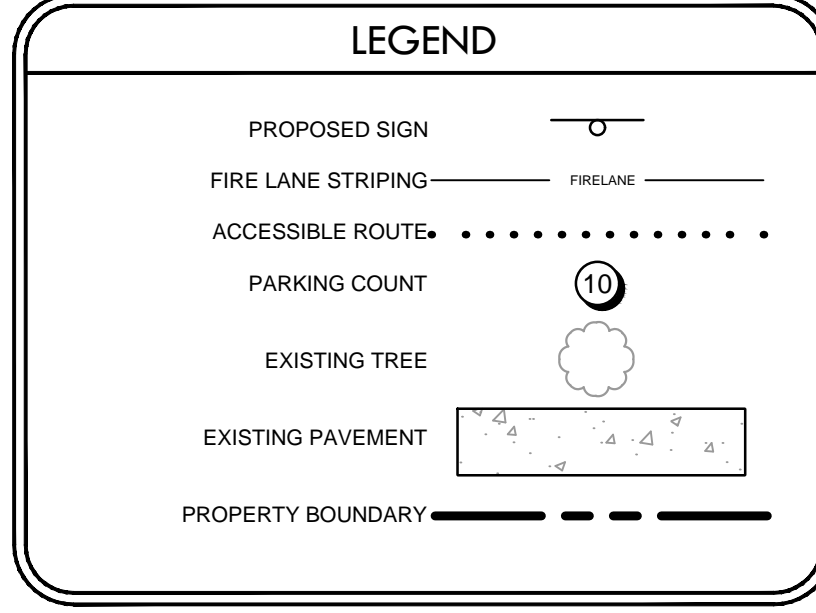 LEGEND
PROPOSED SIGN
FIRE LANE STRIPING FIRELANE
ACCESSIBLE ROUTE
PARKING COUNT 10
EXISTING TREE
EXISTING PAVEMENT
PROPERTY BOUNDARY